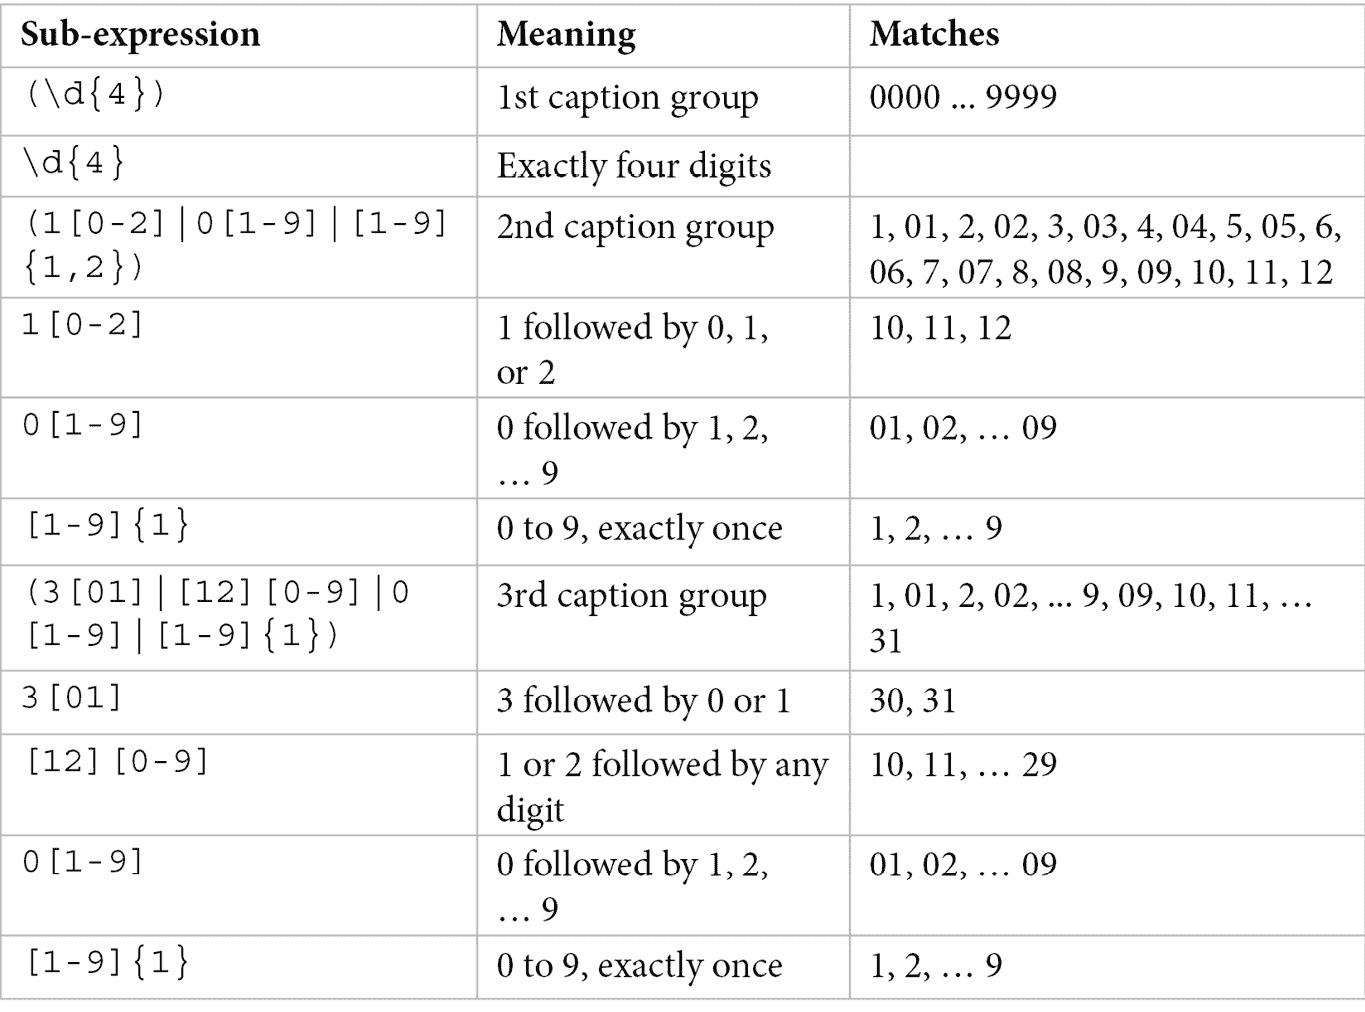 Sub-expression Meaning Matches
(\d{4}) 1st caption group 0000 ... 9999
\d{4} Exactly four digits
(1[0-2]|0[1-9]|[1-9] 2nd caption group 1, 01, 2, 02, 3, 03, 4, 04, 5, 05, 6,
{1,2}) 06, 7, 07, 8, 08, 9, 09, 10, 11, 12
1[0-2] 1 followed by 0, 1, 10, 11, 12
or 2
0[1-9] 0 followed by 1, 2, 01, 02, … 09
… 9
[1-9]{1} 0 to 9, exactly once 1, 2, … 9
(3[01]|[12][0-9]|0 3rd caption group 1, 01, 2, 02, ... 9, 09, 10, 11, …
[1-9]|[1-9]{1}) 31
3[01] 3 followed by 0 or 1 30, 31
[12][0-9] 1 or 2 followed by any 10, 11, … 29
digit
0[1-9] 0 followed by 1, 2, 01, 02, … 09
… 9
[1-9]{1} 0 to 9, exactly once 1, 2, … 9